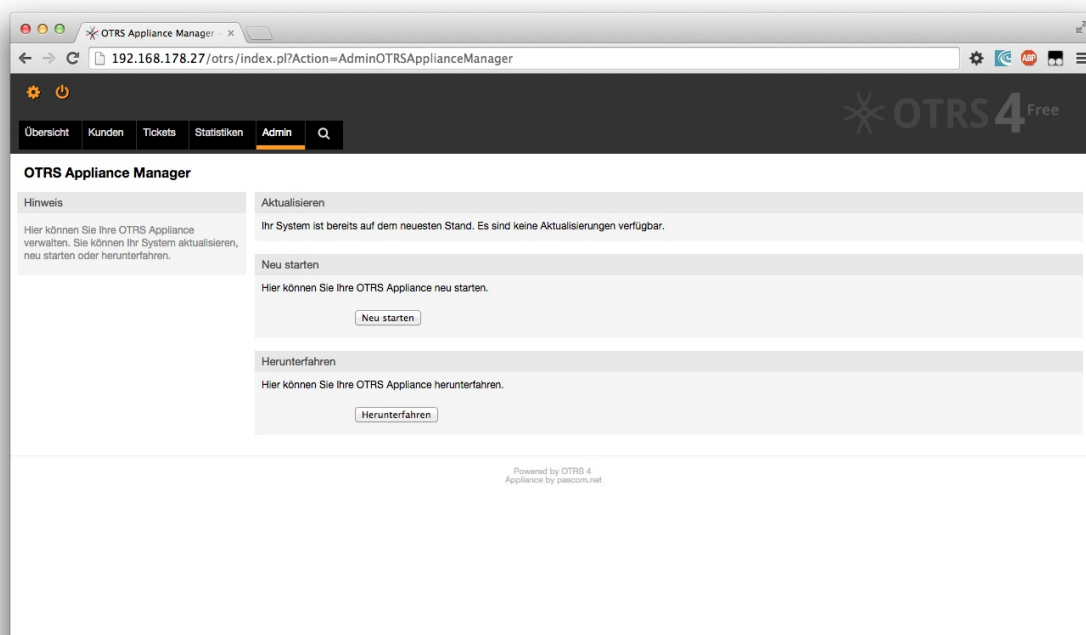 OTRS Appliance Manager -
192.168.178.27/otrs/index.pl?Action=AdminOTRSApplianceManager
ABP
OTRS 4 Free
Übersicht Kunden Tickets Statistiken Admin
OTRS Appliance Manager
Hinweis
Hier können Sie Ihre OTRS Appliance
verwalten. Sie können Ihr System aktualisieren,
neu starten oder herunterfahren.
Aktualisieren
Ihr System ist bereits auf dem neuesten Stand. Es sind keine Aktualisierungen verfügbar.
Neu starten
Hier können Sie Ihre OTRS Appliance neu starten.
Neu starten
Herunterfahren
Hier können Sie Ihre OTRS Appliance herunterfahren.
Herunterfahren
Powered by OTRS 4
Appliance by pascom.net